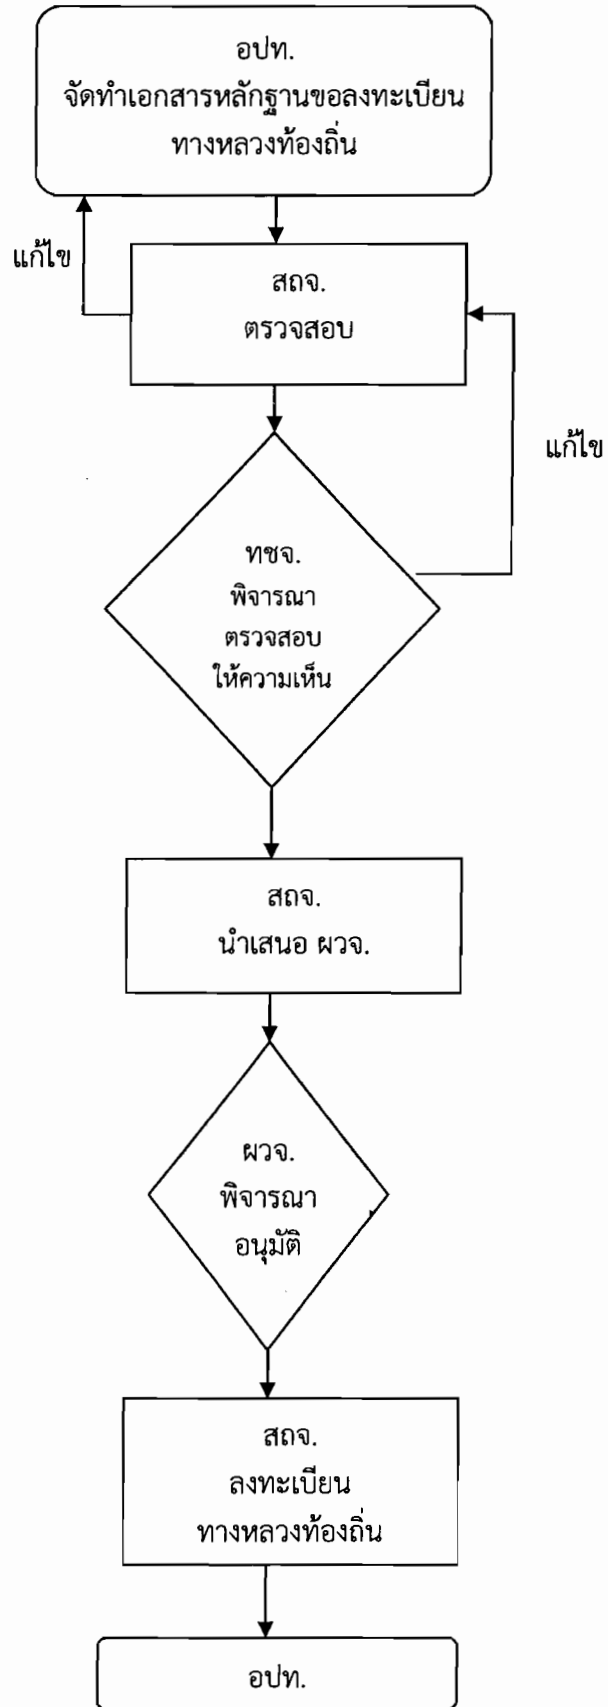 อปท.
จัดทำเอกสารหลักฐานขอลงทะเบียน
ทางหลวงท้องถิ่น
แก้ไข
สถจ.
ตรวจสอบ
แก้ไข
ทชจ.
พิจารณา
ตรวจสอบ
ให้ความเห็น
สถจ.
นำเสนอ ผวจ.
ผวจ.
พิจารณา
อนุมัติ
สถจ.
ลงทะเบียน
ทางหลวงท้องถิ่น
อปท.